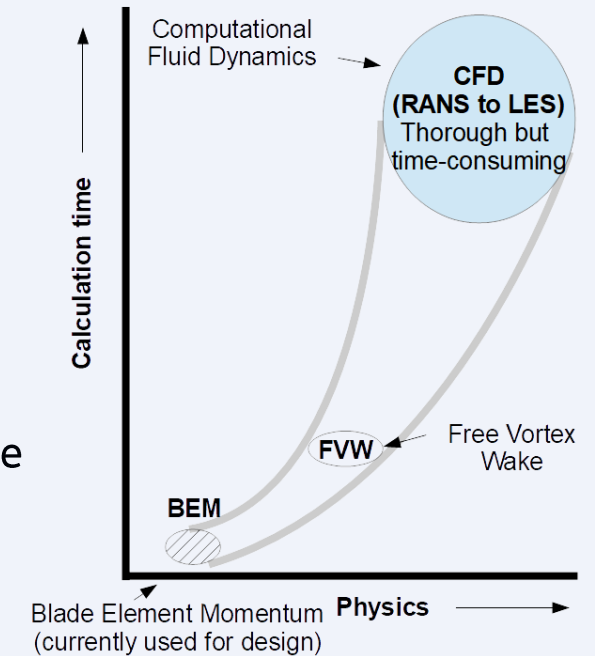 Computational
Fluid Dynamics
CFD
(RANS to LES)
Thorough but
time-consuming
Calculation time
e
FVW
Free Vortex
Wake
BEM
Blade Element Momentum
(currently used for design)
Physics